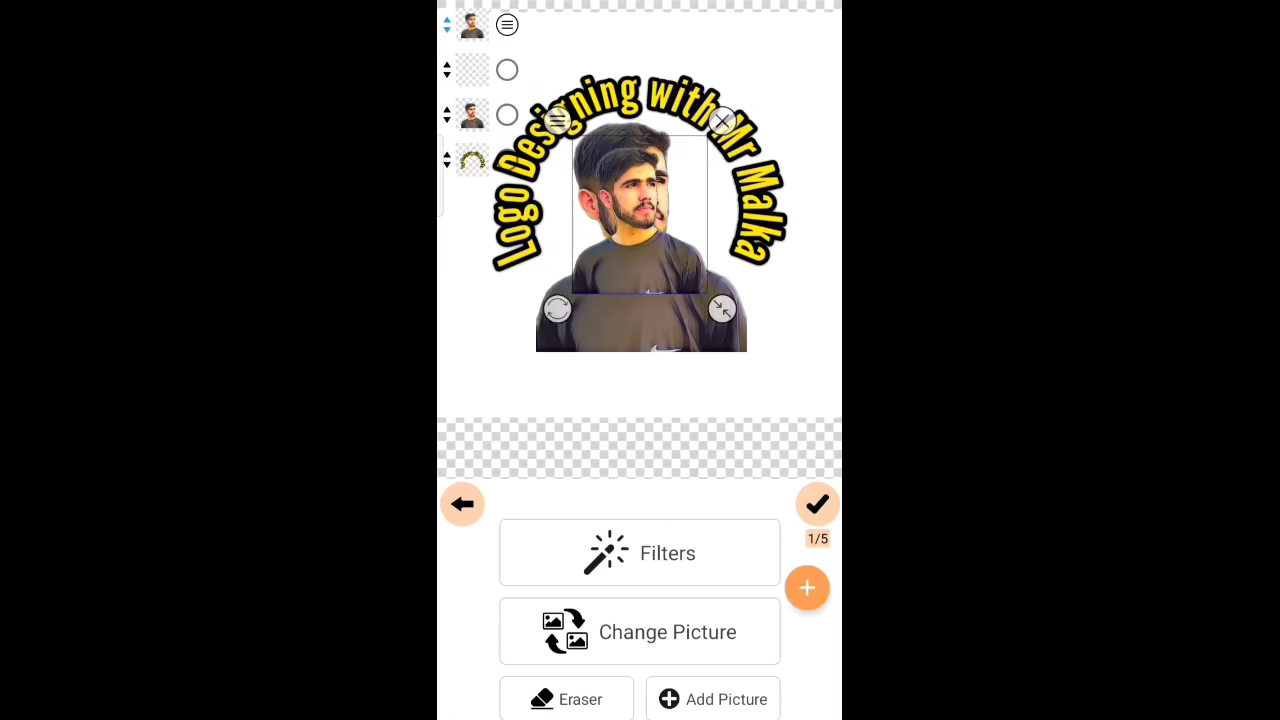 Logo Designing with Mr Malka
1/5
Filters
Change Picture
Eraser
Add Picture